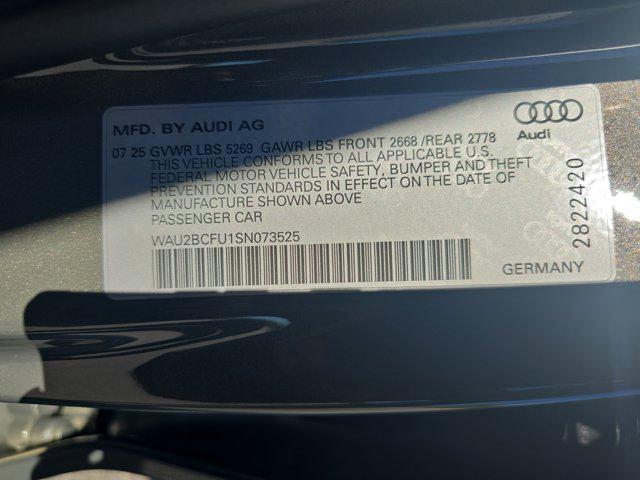 MFD. BY AUDI AG
Audi
07 25 GVWR LBS 5269 GAWR LBS FRONT 2668 /REAR 2778
THIS VEHICLE CONFORMS TO ALL APPLICABLE U.S.
FEDERAL MOTOR VEHICLE SAFETY, BUMPER AND THEFT
PREVENTION STANDARDS IN EFFECT ON THE DATE OF
MANUFACTURE SHOWN ABOVE
PASSENGER CAR
WAU2BCFU1SN073525
2822420
GERMANY